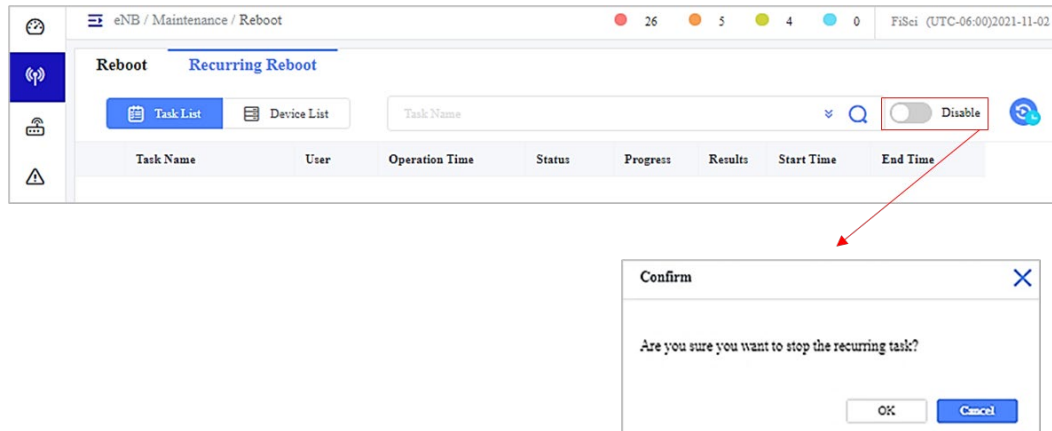 eNB / Maintenance / Reboot 26 5 4 0 FiSci (UTC-06:00)2021-11-02
Reboot Recurring Reboot
Task List Device List Task Name Disable
Task Name User Operation Time Status Progress Results Start Time End Time
Confirm
Are you sure you want to stop the recurring task?
OK Cancel